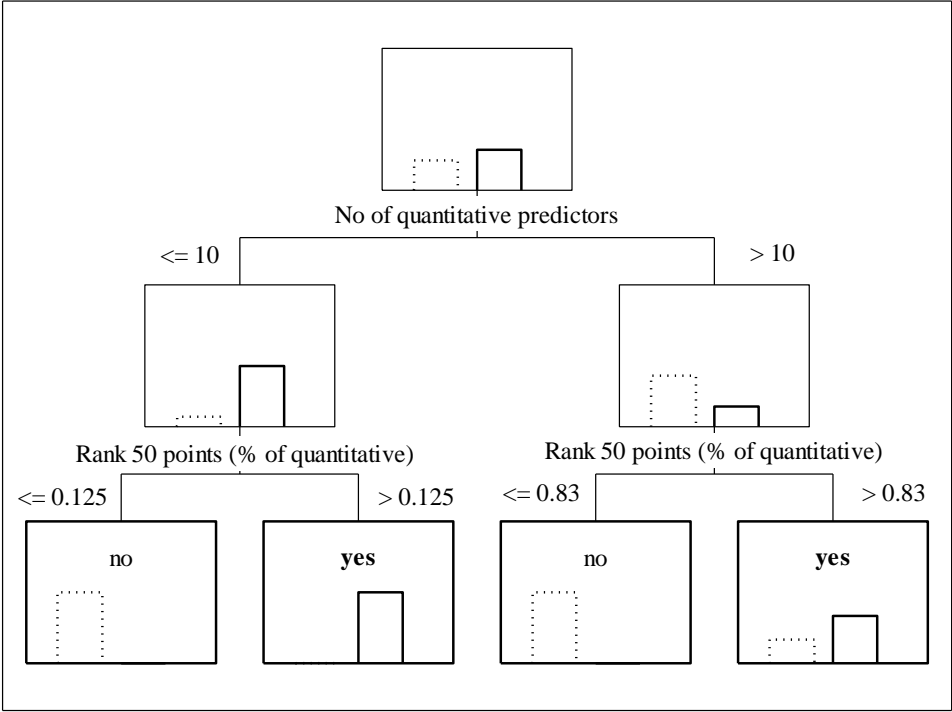 No of quantitative predictors
<= 10
> 10
Rank 50 points (% of quantitative)
Rank 50 points (% of quantitative)
<= 0.125
> 0.125
<= 0.83
> 0.83
no
yes
no
yes